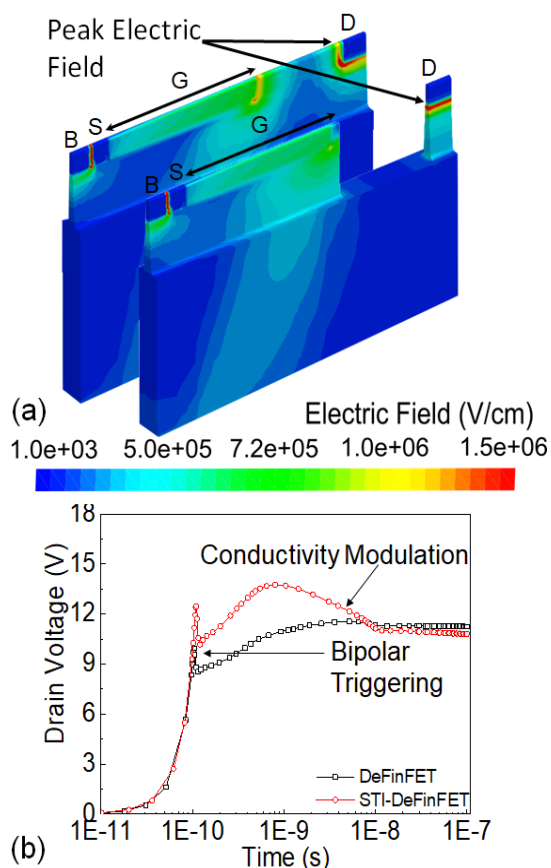 Peak Electric
Field
D
D
G
G
S
B
S
B
(a)
Electric Field (V/cm)
1.0e+03 5.0e+05 7.2e+05 1.0e+06 1.5e+06
Drain Voltage (V)
15
12
9
6
3
0
Conductivity Modulation
Bipolar
Triggering
DeFinFET
STI-DeFinFET
1E-11 1E-10 1E-9 1E-8 1E-7
(b)
Time (s)